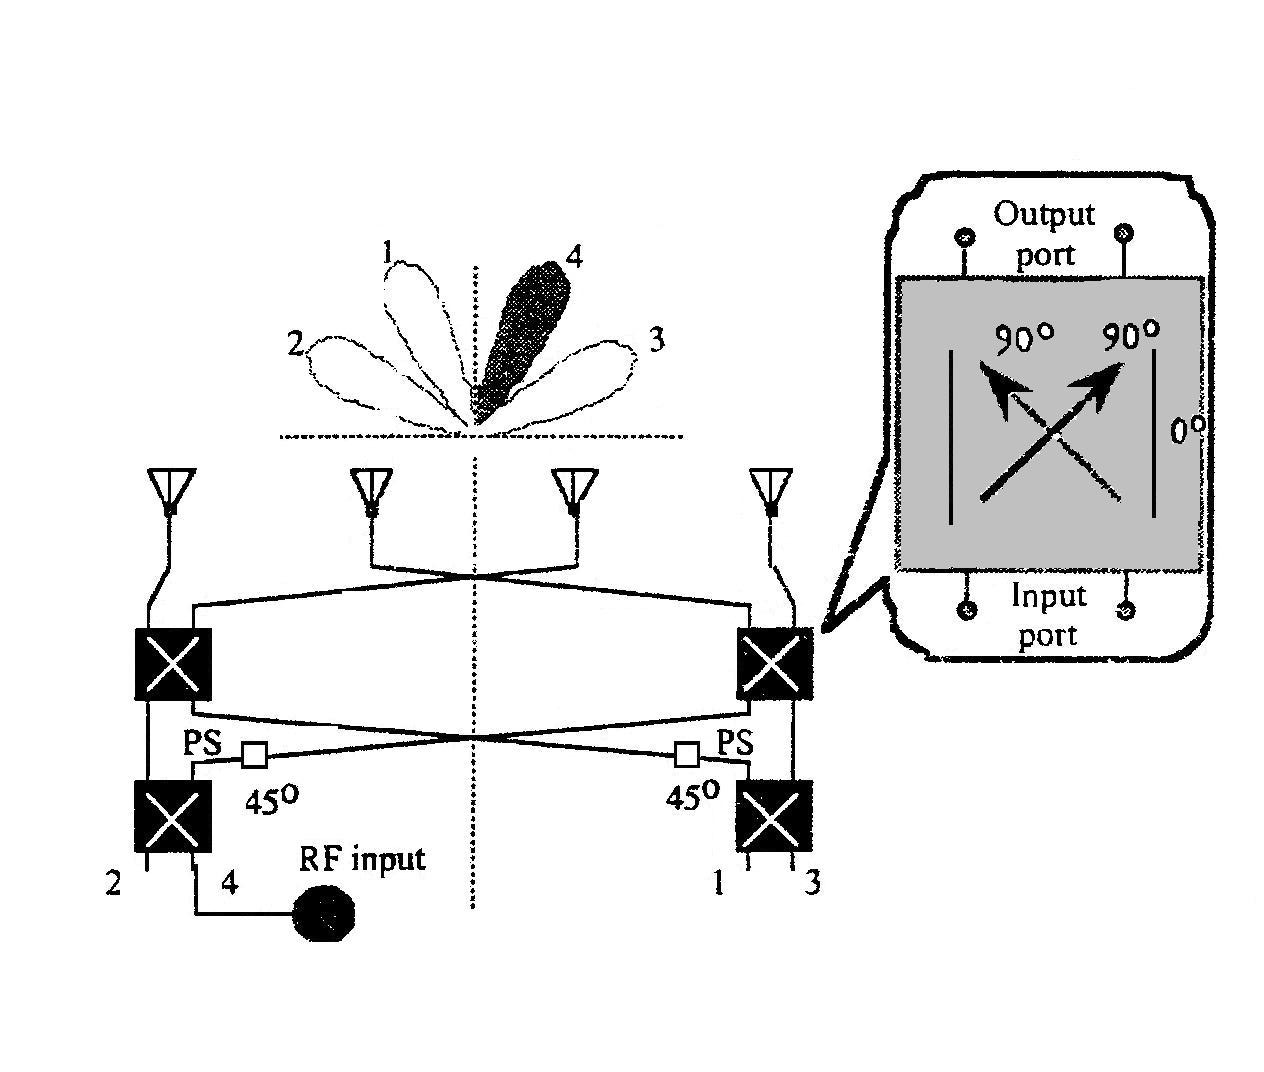 Output
port
90° 90°
0°
Input
port
1 4
2 3
PS PS
45° 45°
RF input
2 4 1 3